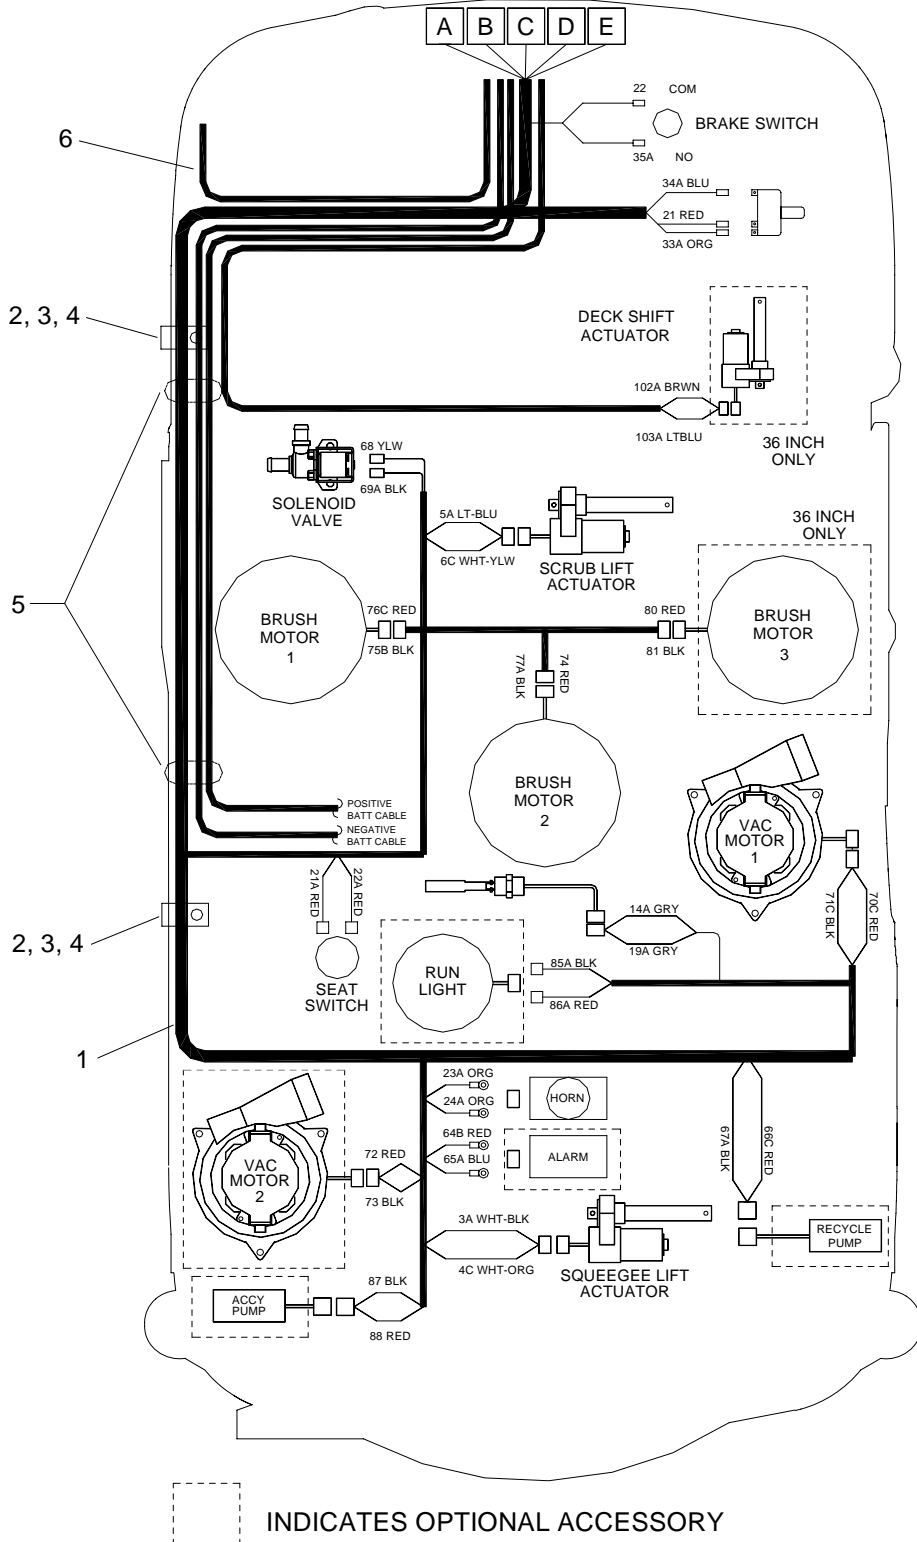 A B C D E
22 COM
BRAKE SWITCH
35A NO
6
34A BLU
21 RED
33A ORG
2, 3, 4
DECK SHIFT
ACTUATOR
102A BRWN
103A LTBLU
36 INCH
ONLY
68 YLW
69A BLK
SOLENOID
VALVE
5A LT-BLU
6C WHT-YLW
SCRUB LIFT
ACTUATOR
36 INCH
ONLY
5
BRUSH
MOTOR
1
76C RED
75B BLK
80 RED
81 BLK
BRUSH
MOTOR
3
74 RED
77A BLK
BRUSH
MOTOR
2
POSITIVE
BATT CABLE
NEGATIVE
BATT CABLE
VAC
MOTOR
1
70C RED
71C BLK
21A RED
22A RED
SEAT
SWITCH
14A GRY
19A GRY
2, 3, 4
RUN
LIGHT
85A BLK
86A RED
1
23A ORG
24A ORG
HORN
64B RED
65A BLU
ALARM
66C RED
67A BLK
VAC
MOTOR
2
72 RED
73 BLK
3A WHT-BLK
4C WHT-ORG
SQUEEGEE LIFT
ACTUATOR
RECYCLE
PUMP
ACCY
PUMP
87 BLK
88 RED
INDICATES OPTIONAL ACCESSORY